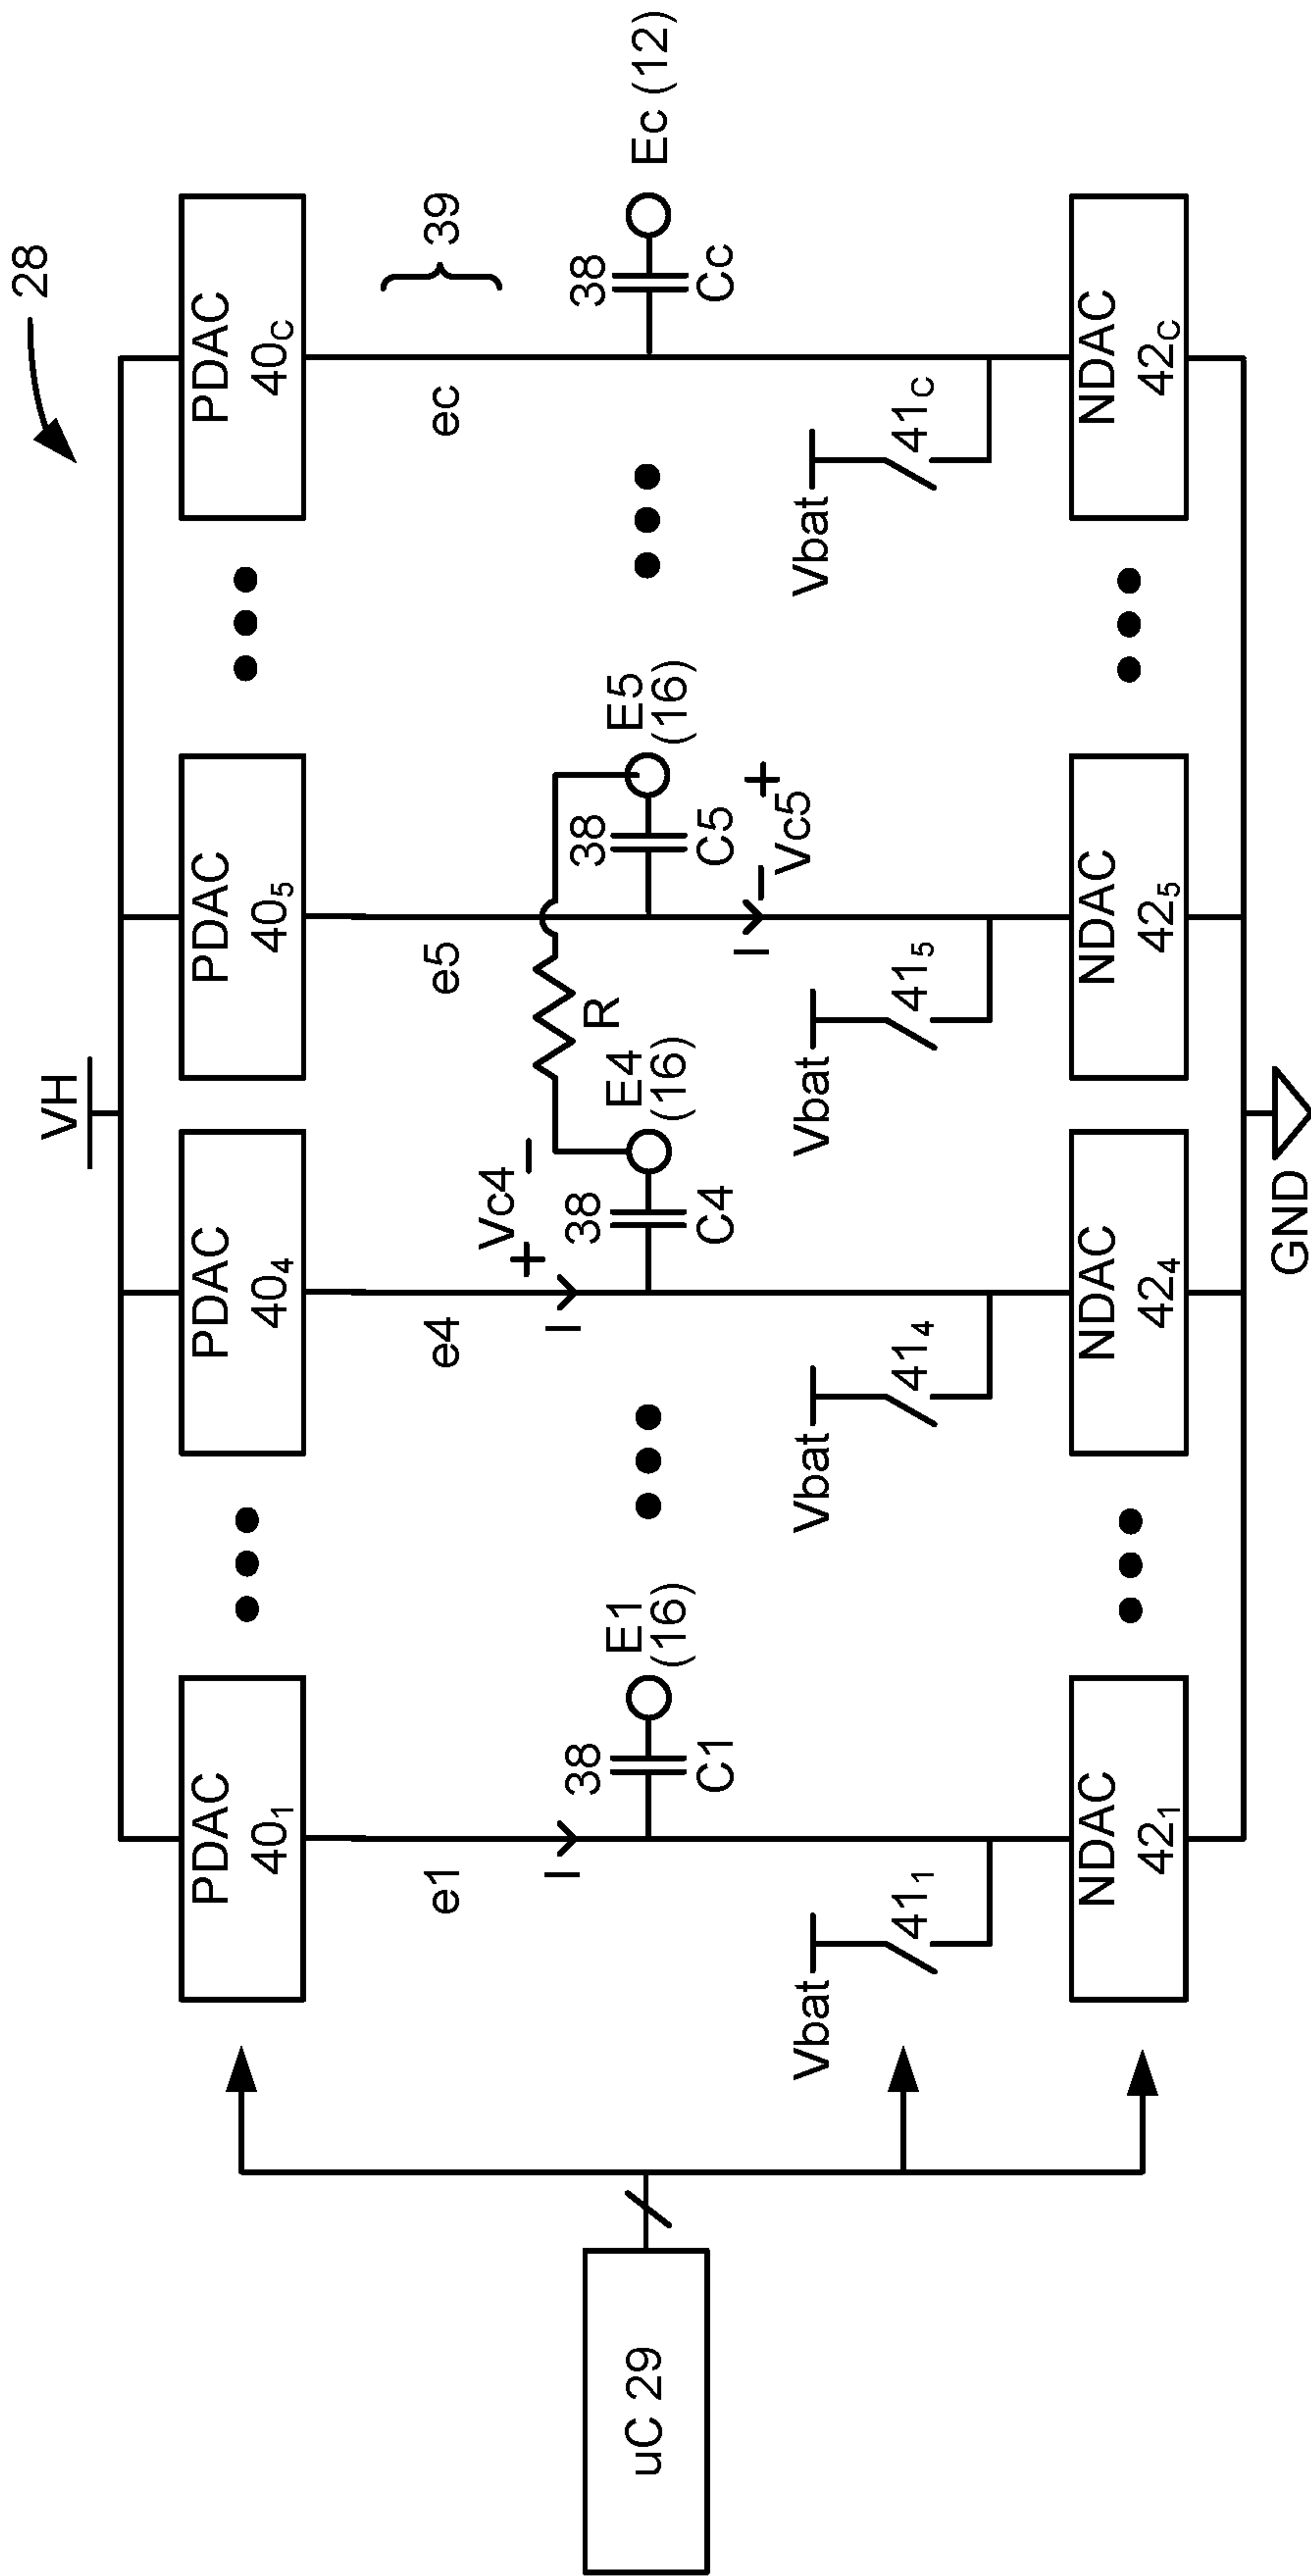 28
VH
PDAC
40₁
PDAC
40₄
PDAC
40₅
PDAC
40C
e1
e4
e5
ec
39
I
I
Vc4
+
−
R
38
C1
E1
(16)
38
C4
E4
(16)
38
C5
E5
(16)
38
Cc
Ec (12)
I
−
Vc5
+
uC 29
Vbat
41₁
Vbat
41₄
Vbat
41₅
Vbat
41C
NDAC
42₁
NDAC
42₄
NDAC
42₅
NDAC
42C
GND